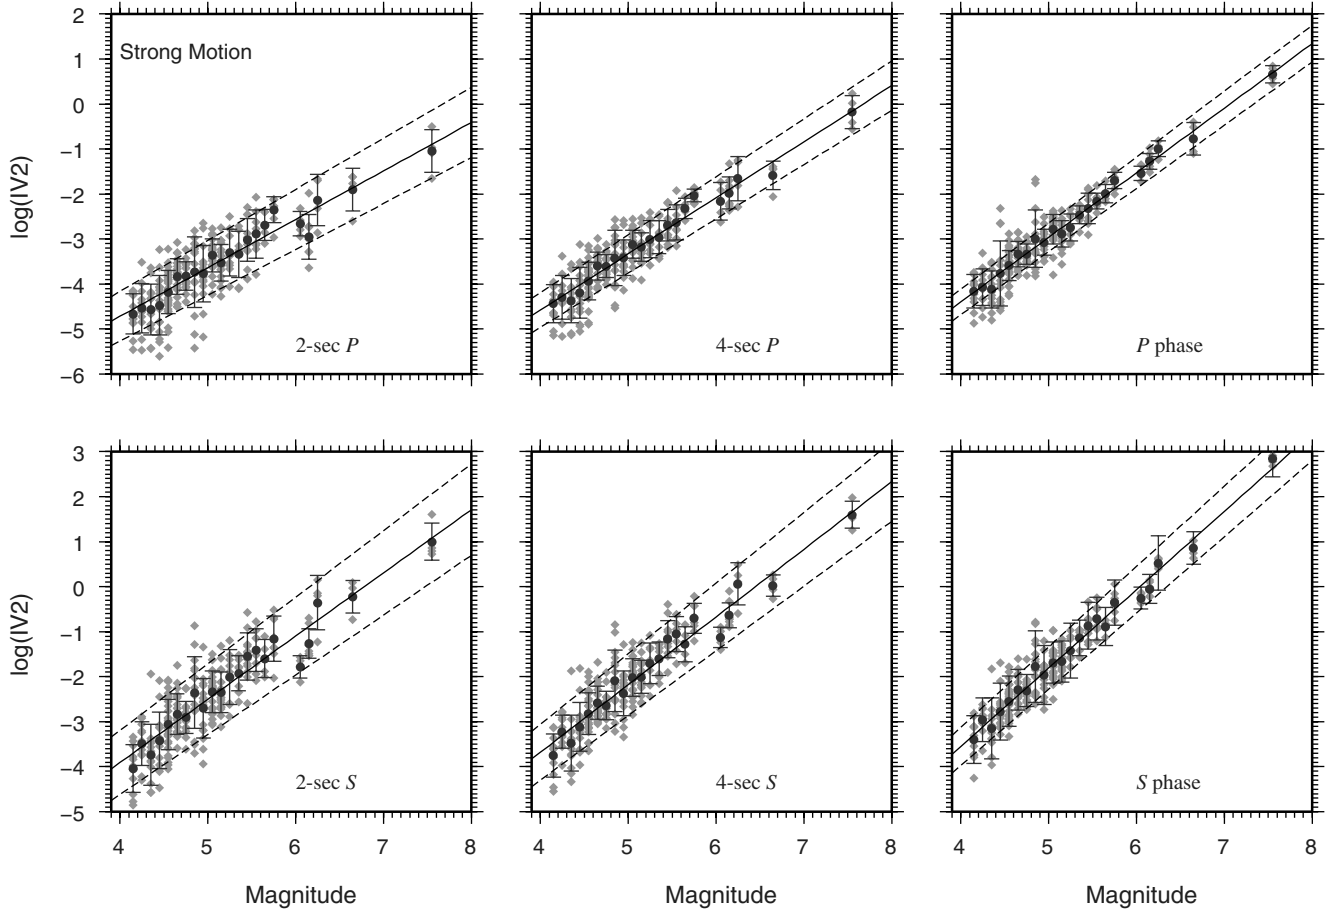 2
1
0
−1
−2
−3
−4
−5
−6
log(IV2)
Strong Motion
2-sec P
4-sec P
P phase
3
2
1
0
−1
−2
−3
−4
−5
log(IV2)
2-sec S
4-sec S
S phase
4 5 6 7 8
4 5 6 7 8
4 5 6 7 8
Magnitude
Magnitude
Magnitude